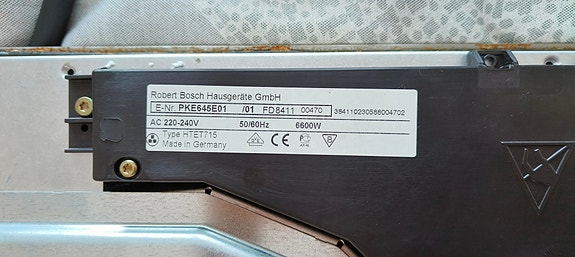 Robert Bosch Hausgeräte GmbH
E-Nr. PKE645E01 /01 FD8411 00470 384110230588004702
AC 220-240V 50/60Hz 6600W
Type HTET715
Made in Germany